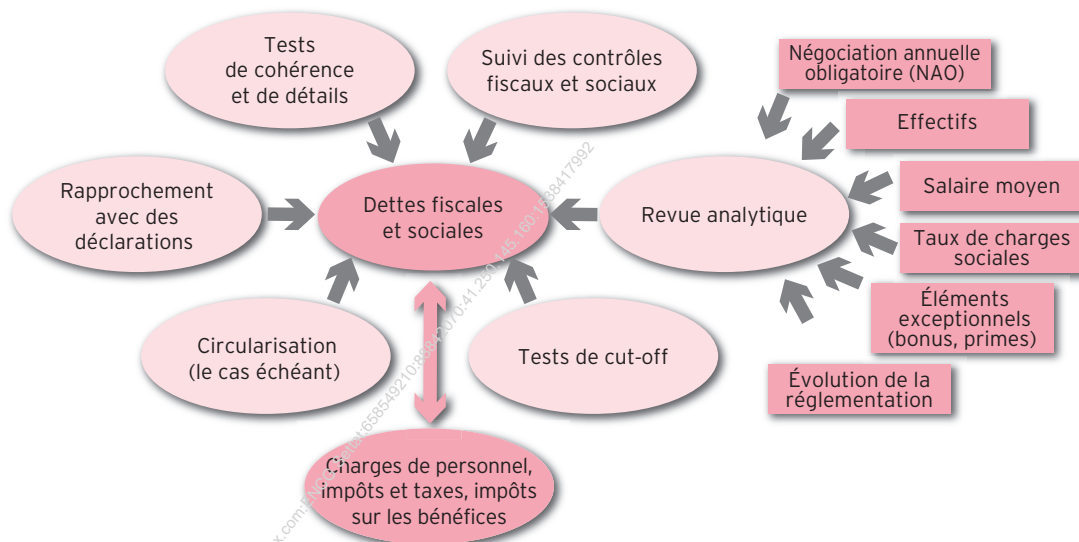 Tests
de cohérence
et de détails
Suivi des contrôles
fiscaux et sociaux
Négociation annuelle
obligatoire (NAO)
Effectifs
Rapprochement
avec des
déclarations
Dettes fiscales
et sociales
Revue analytique
Salaire moyen
Taux de charges
sociales
Éléments
exceptionnels
(bonus, primes)
Circularisation
(le cas échéant)
Tests de cut-off
Évolution de la
réglementation
Charges de personnel,
impôts et taxes, impôts
sur les bénéfices